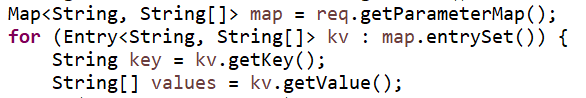 Map<String, String[]> map = req.getParameterMap();
for (Entry<String, String[]> kv : map.entrySet()) {
    String key = kv.getKey();
    String[] values = kv.getValue();